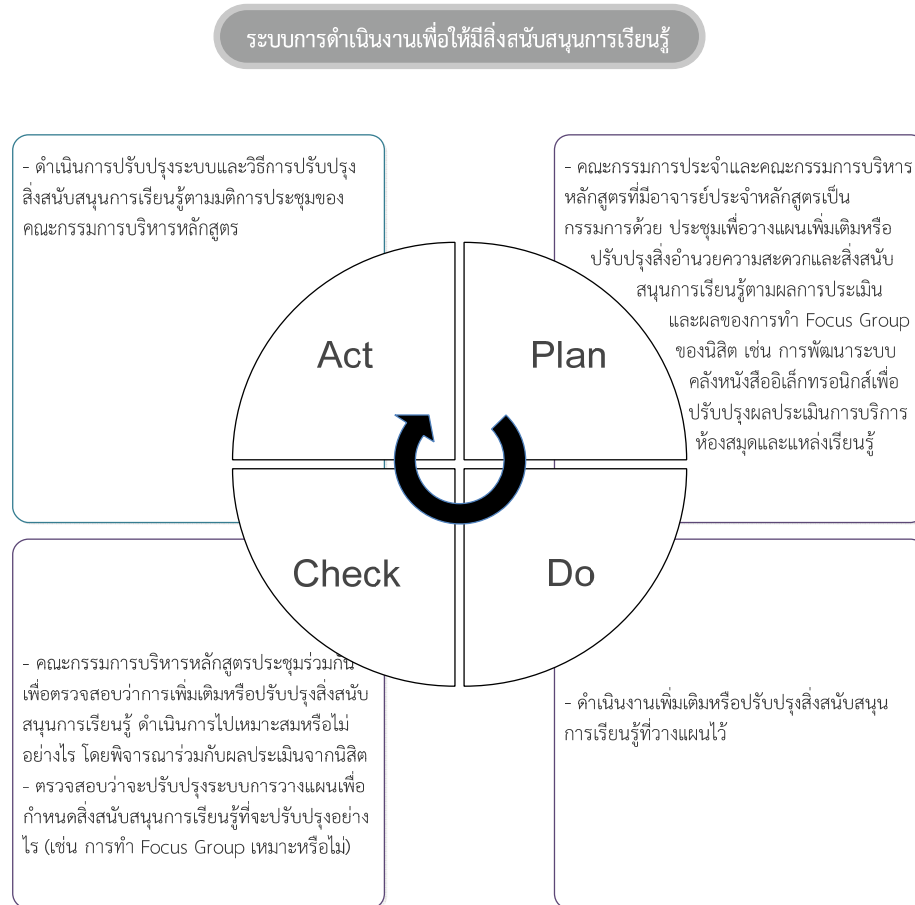 ระบบการดำเนินงานเพื่อให้มีสิ่งสนับสนุนการเรียนรู้
- ดำเนินการปรับปรุงระบบและวิธีการปรับปรุง
สิ่งสนับสนุนการเรียนรู้ตามมติการประชุมของ
คณะกรรมการบริหารหลักสูตร
- คณะกรรมการประจำและคณะกรรมการบริหาร
หลักสูตรที่มีอาจารย์ประจำหลักสูตรเป็น
กรรมการด้วย ประชุมเพื่อวางแผนเพิ่มเติมหรือ
ปรับปรุงสิ่งอำนวยความสะดวกและสิ่งสนับ
สนุนการเรียนรู้ตามผลการประเมิน
และผลของการทำ Focus Group
ของนิสิต เช่น การพัฒนาระบบ
คลังหนังสืออิเล็กทรอนิกส์เพื่อ
ปรับปรุงผลประเมินการบริการ
ห้องสมุดและแหล่งเรียนรู้
Act
Plan
Check
Do
- คณะกรรมการบริหารหลักสูตรประชุมร่วมกัน
เพื่อตรวจสอบว่าการเพิ่มเติมหรือปรับปรุงสิ่งสนับ
สนุนการเรียนรู้ ดำเนินการไปเหมาะสมหรือไม่
อย่างไร โดยพิจารณาร่วมกับผลประเมินจากนิสิต
- ตรวจสอบว่าจะปรับปรุงระบบการวางแผนเพื่อ
กำหนดสิ่งสนับสนุนการเรียนรู้ที่จะปรับปรุงอย่าง
ไร (เช่น การทำ Focus Group เหมาะหรือไม่)
- ดำเนินงานเพิ่มเติมหรือปรับปรุงสิ่งสนับสนุน
การเรียนรู้ที่วางแผนไว้